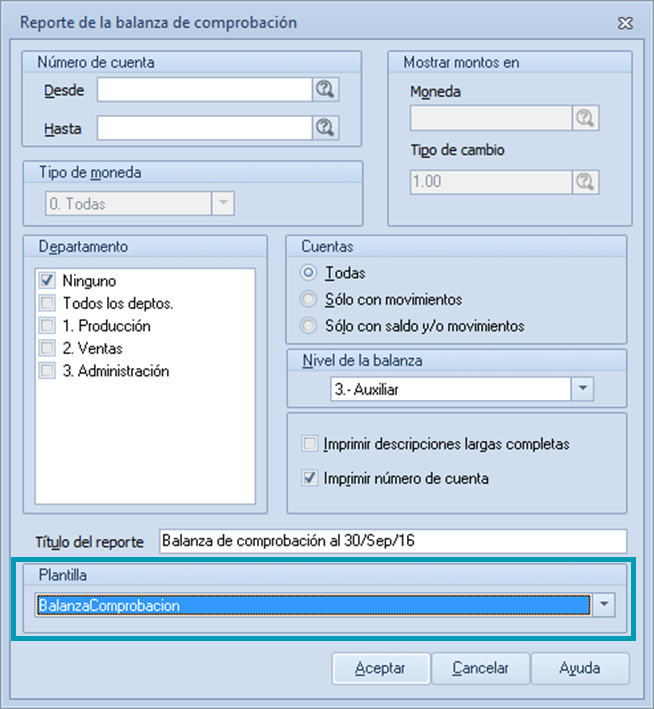 Reporte de la balanza de comprobación
Número de cuenta
Desde
Hasta
Mostrar montos en
Moneda
Tipo de cambio
1.00
Tipo de moneda
0. Todas
Departamento
Ninguno
Todos los deptos.
1. Producción
2. Ventas
3. Administración
Cuentas
Todas
Sólo con movimientos
Sólo con saldo y/o movimientos
Nivel de la balanza
3.- Auxiliar
Imprimir descripciones largas completas
Imprimir número de cuenta
Título del reporte
Balanza de comprobación al 30/Sep/16
Plantilla
BalanzaComprobacion
Aceptar
Cancelar
Ayuda